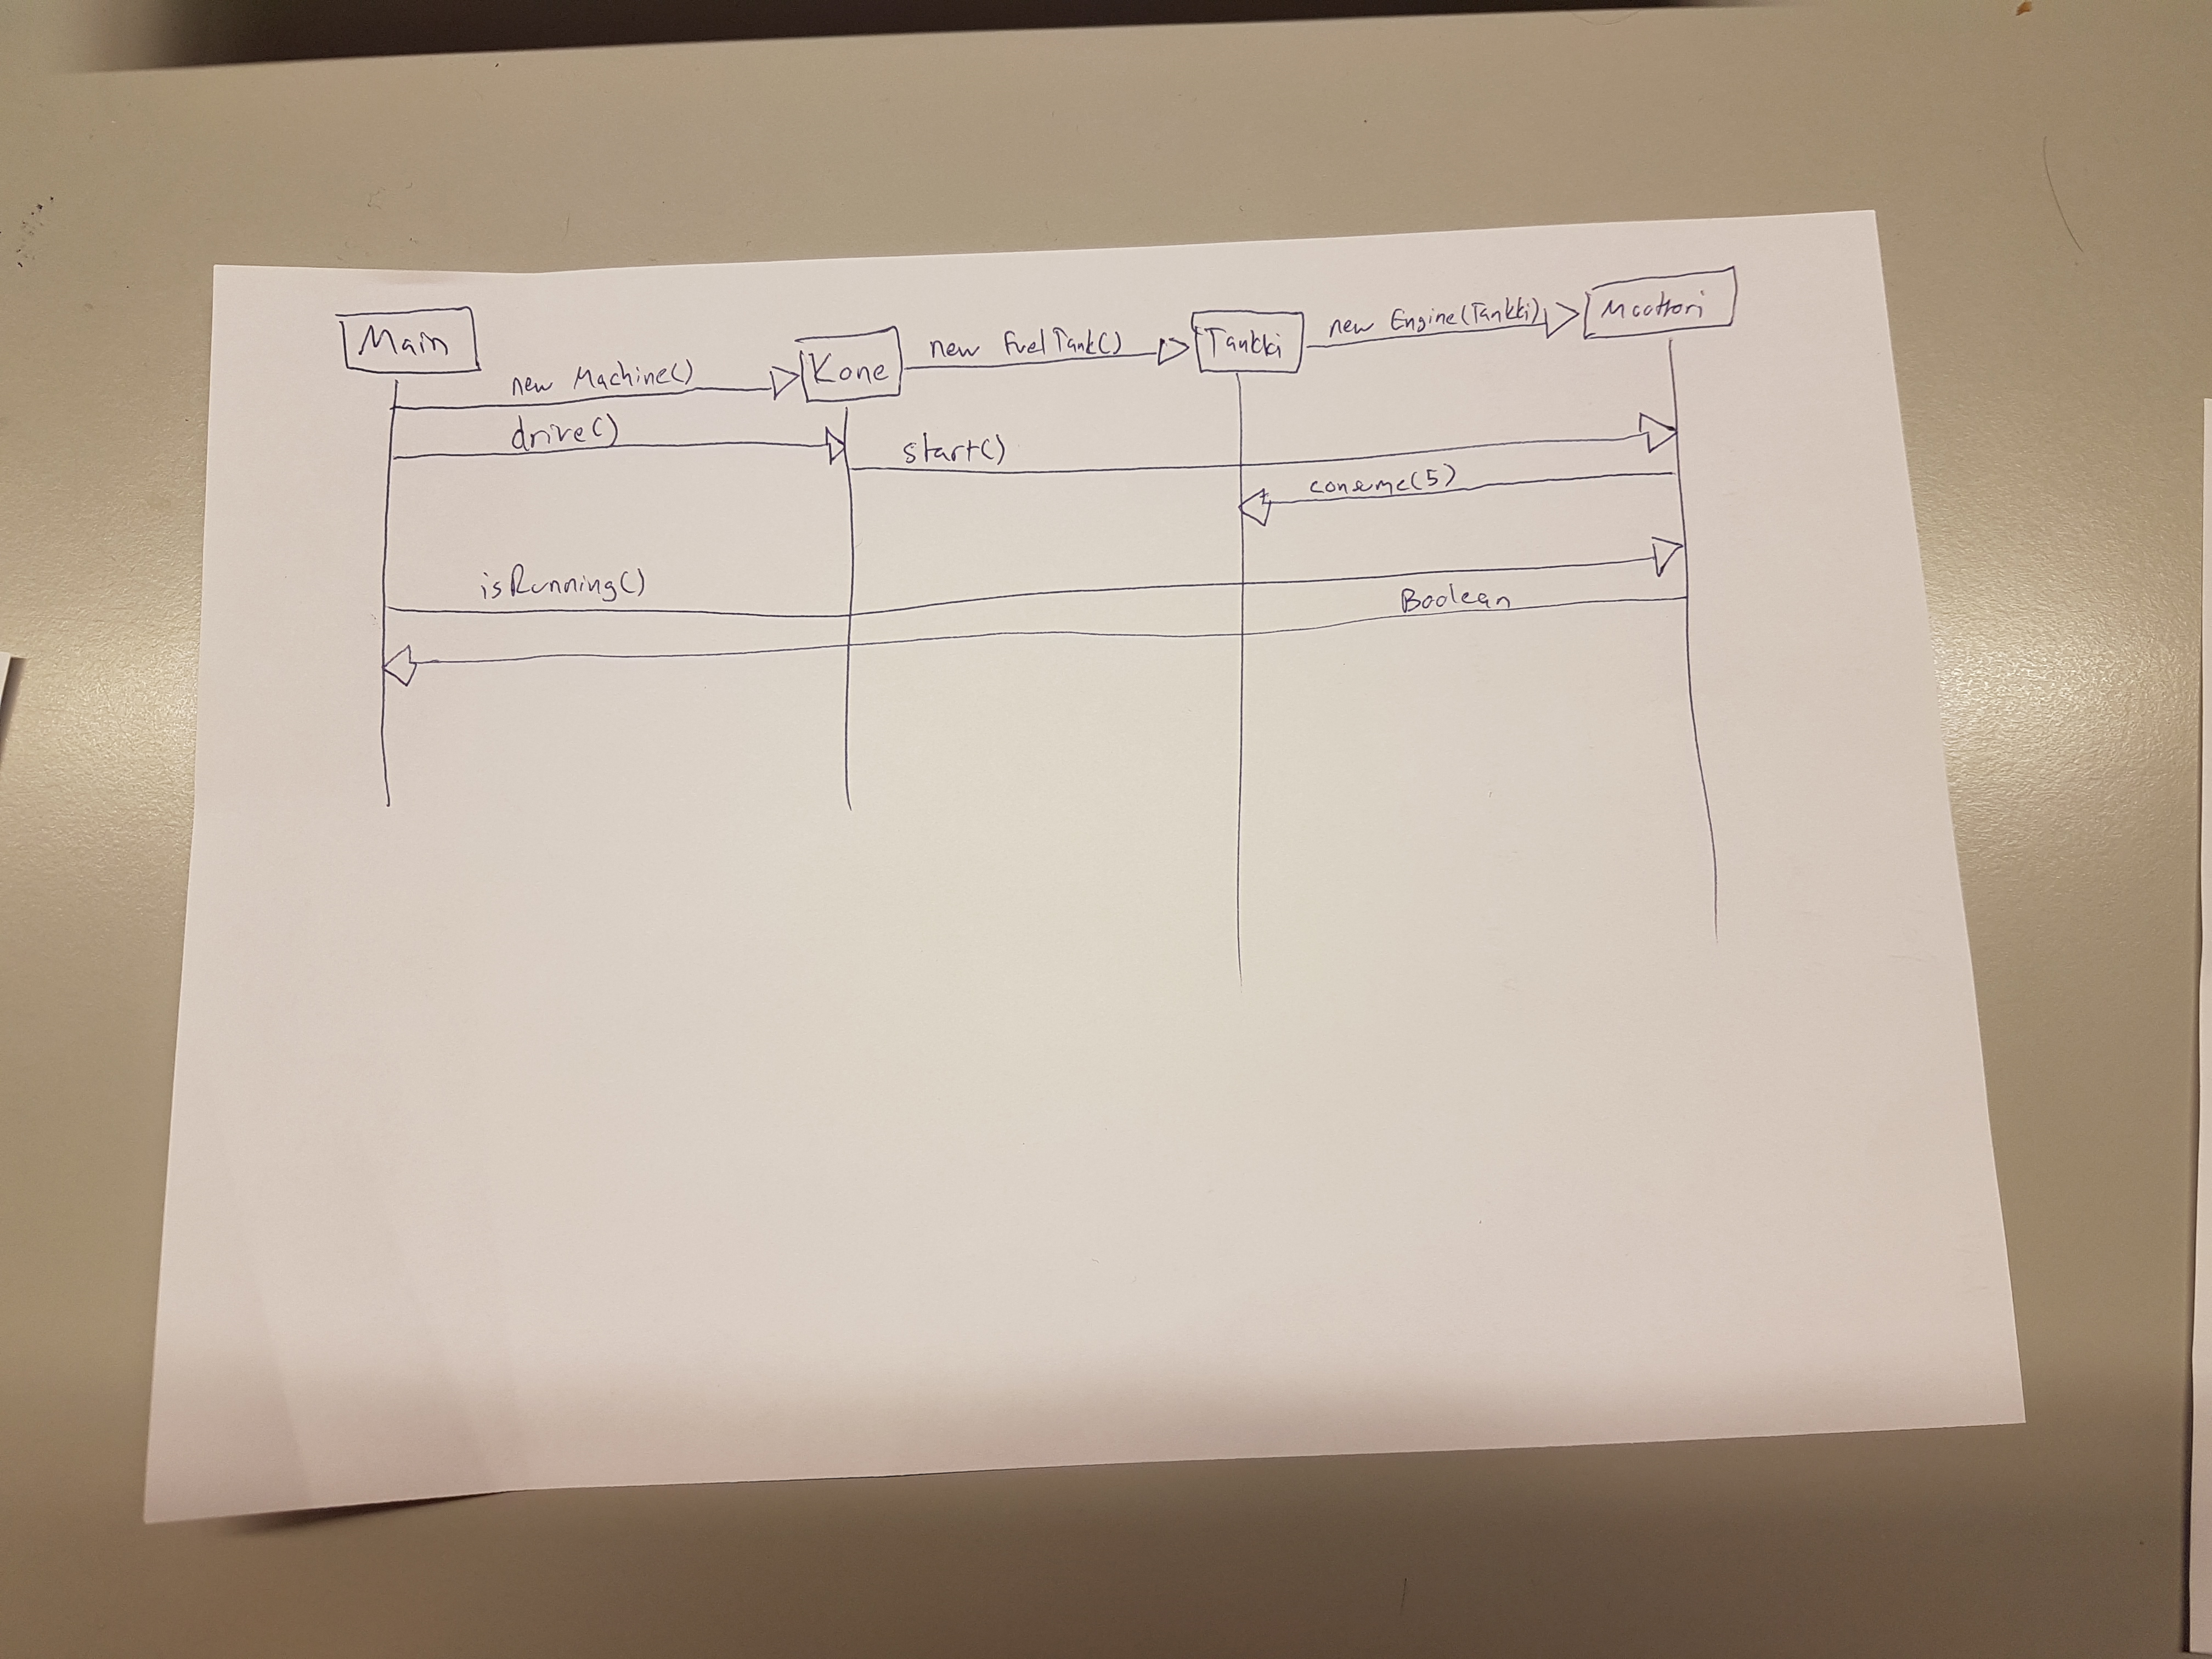 Main
new Machine()
Kone
new FuelTank()
Tankki
new Engine(Tankki)
Moottori
drive()
start()
consume(5)
isRunning()
Boolean